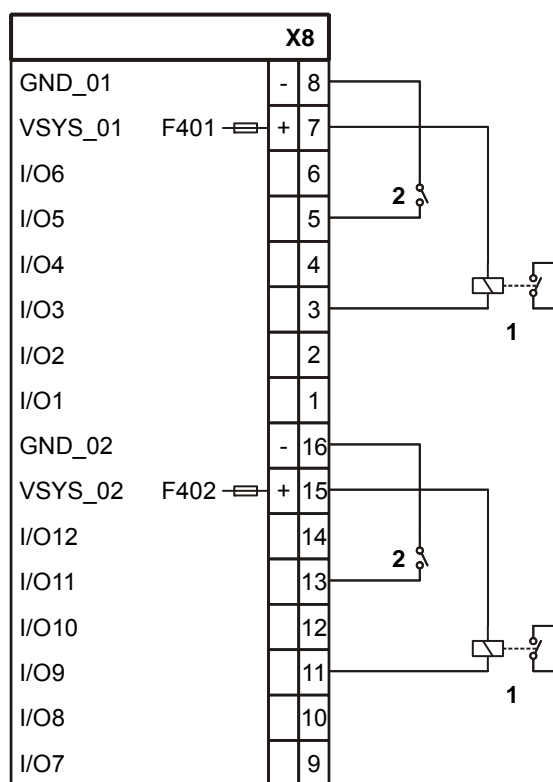 X8
GND_01 - 8
VSYS_01 F401 + 7
I/O6 6
2
I/O5 5
I/O4 4
I/O3 3
1
I/O2 2
I/O1 1
GND_02 - 16
VSYS_02 F402 + 15
I/O12 14
2
I/O11 13
I/O10 12
I/O9 11
1
I/O8 10
I/O7 9